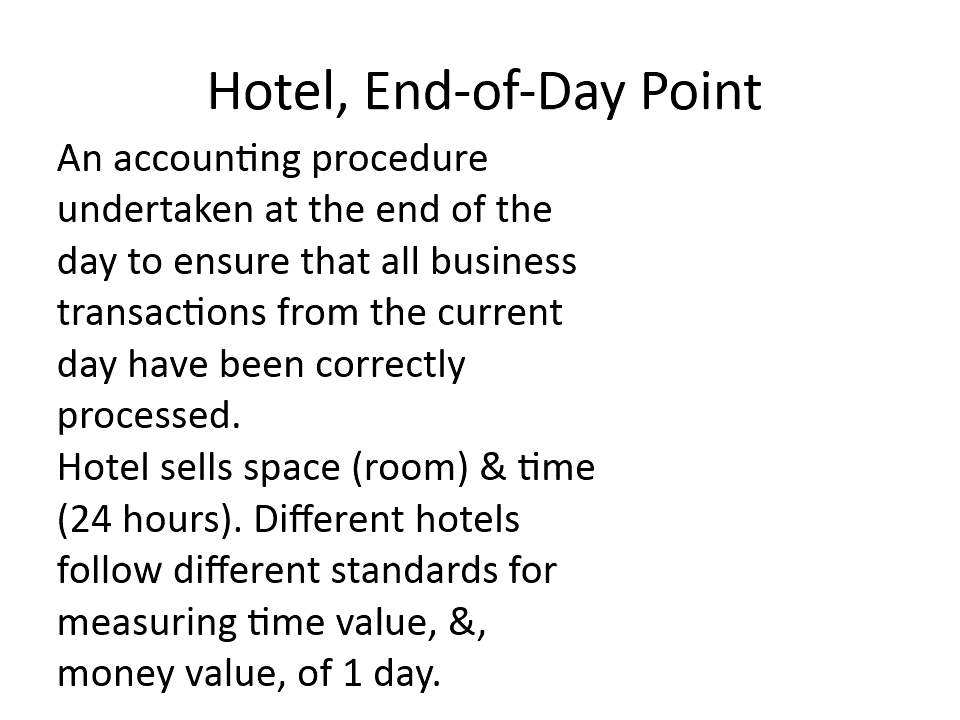 Hotel, End-of-Day Point
An accounting procedure
undertaken at the end of the
day to ensure that all business
transactions from the current
day have been correctly
processed.
Hotel sells space (room) & time
(24 hours). Different hotels
follow different standards for
measuring time value, &,
money value, of 1 day.